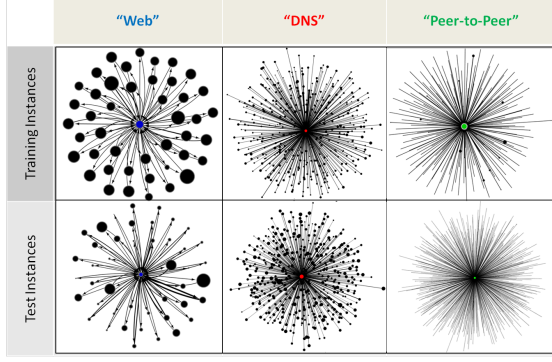 “Web”
“DNS”
“Peer-to-Peer”
Training Instances
Test Instances